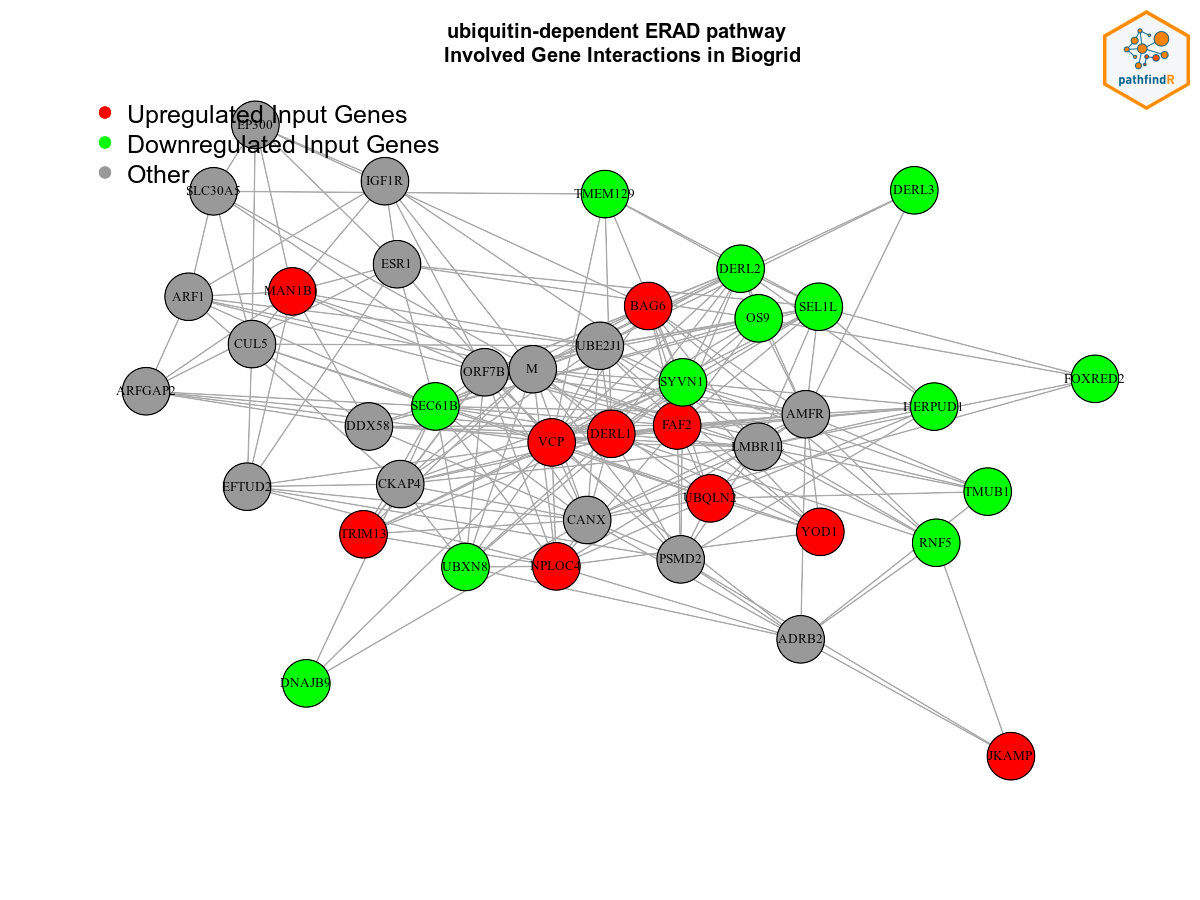 ubiquitin-dependent ERAD pathway
Involved Gene Interactions in Biogrid
pathfindR
Upregulated Input Genes
EP300
Downregulated Input Genes
Other
IGF1R
SLC30A5
TMEM129
DERL3
ESR1
DERL2
MAN1B
ARF1
BAG6
OS9
SEL1L
CUL5
UBE2J1
ORF7B
M
SYVN1
FOXRED2
ARFGAP2
SEC61B
HERPUD1
AMFR
DDX58
FAF2
DERL1
VCP
LMBR1L
EFTUD2
CKAP4
UBQLN2
TMUB1
CANX
TRIM13
YOD1
RNF5
PSMD2
UBXN8
NPLOC4
ADRB2
DNAJB9
JKAMP